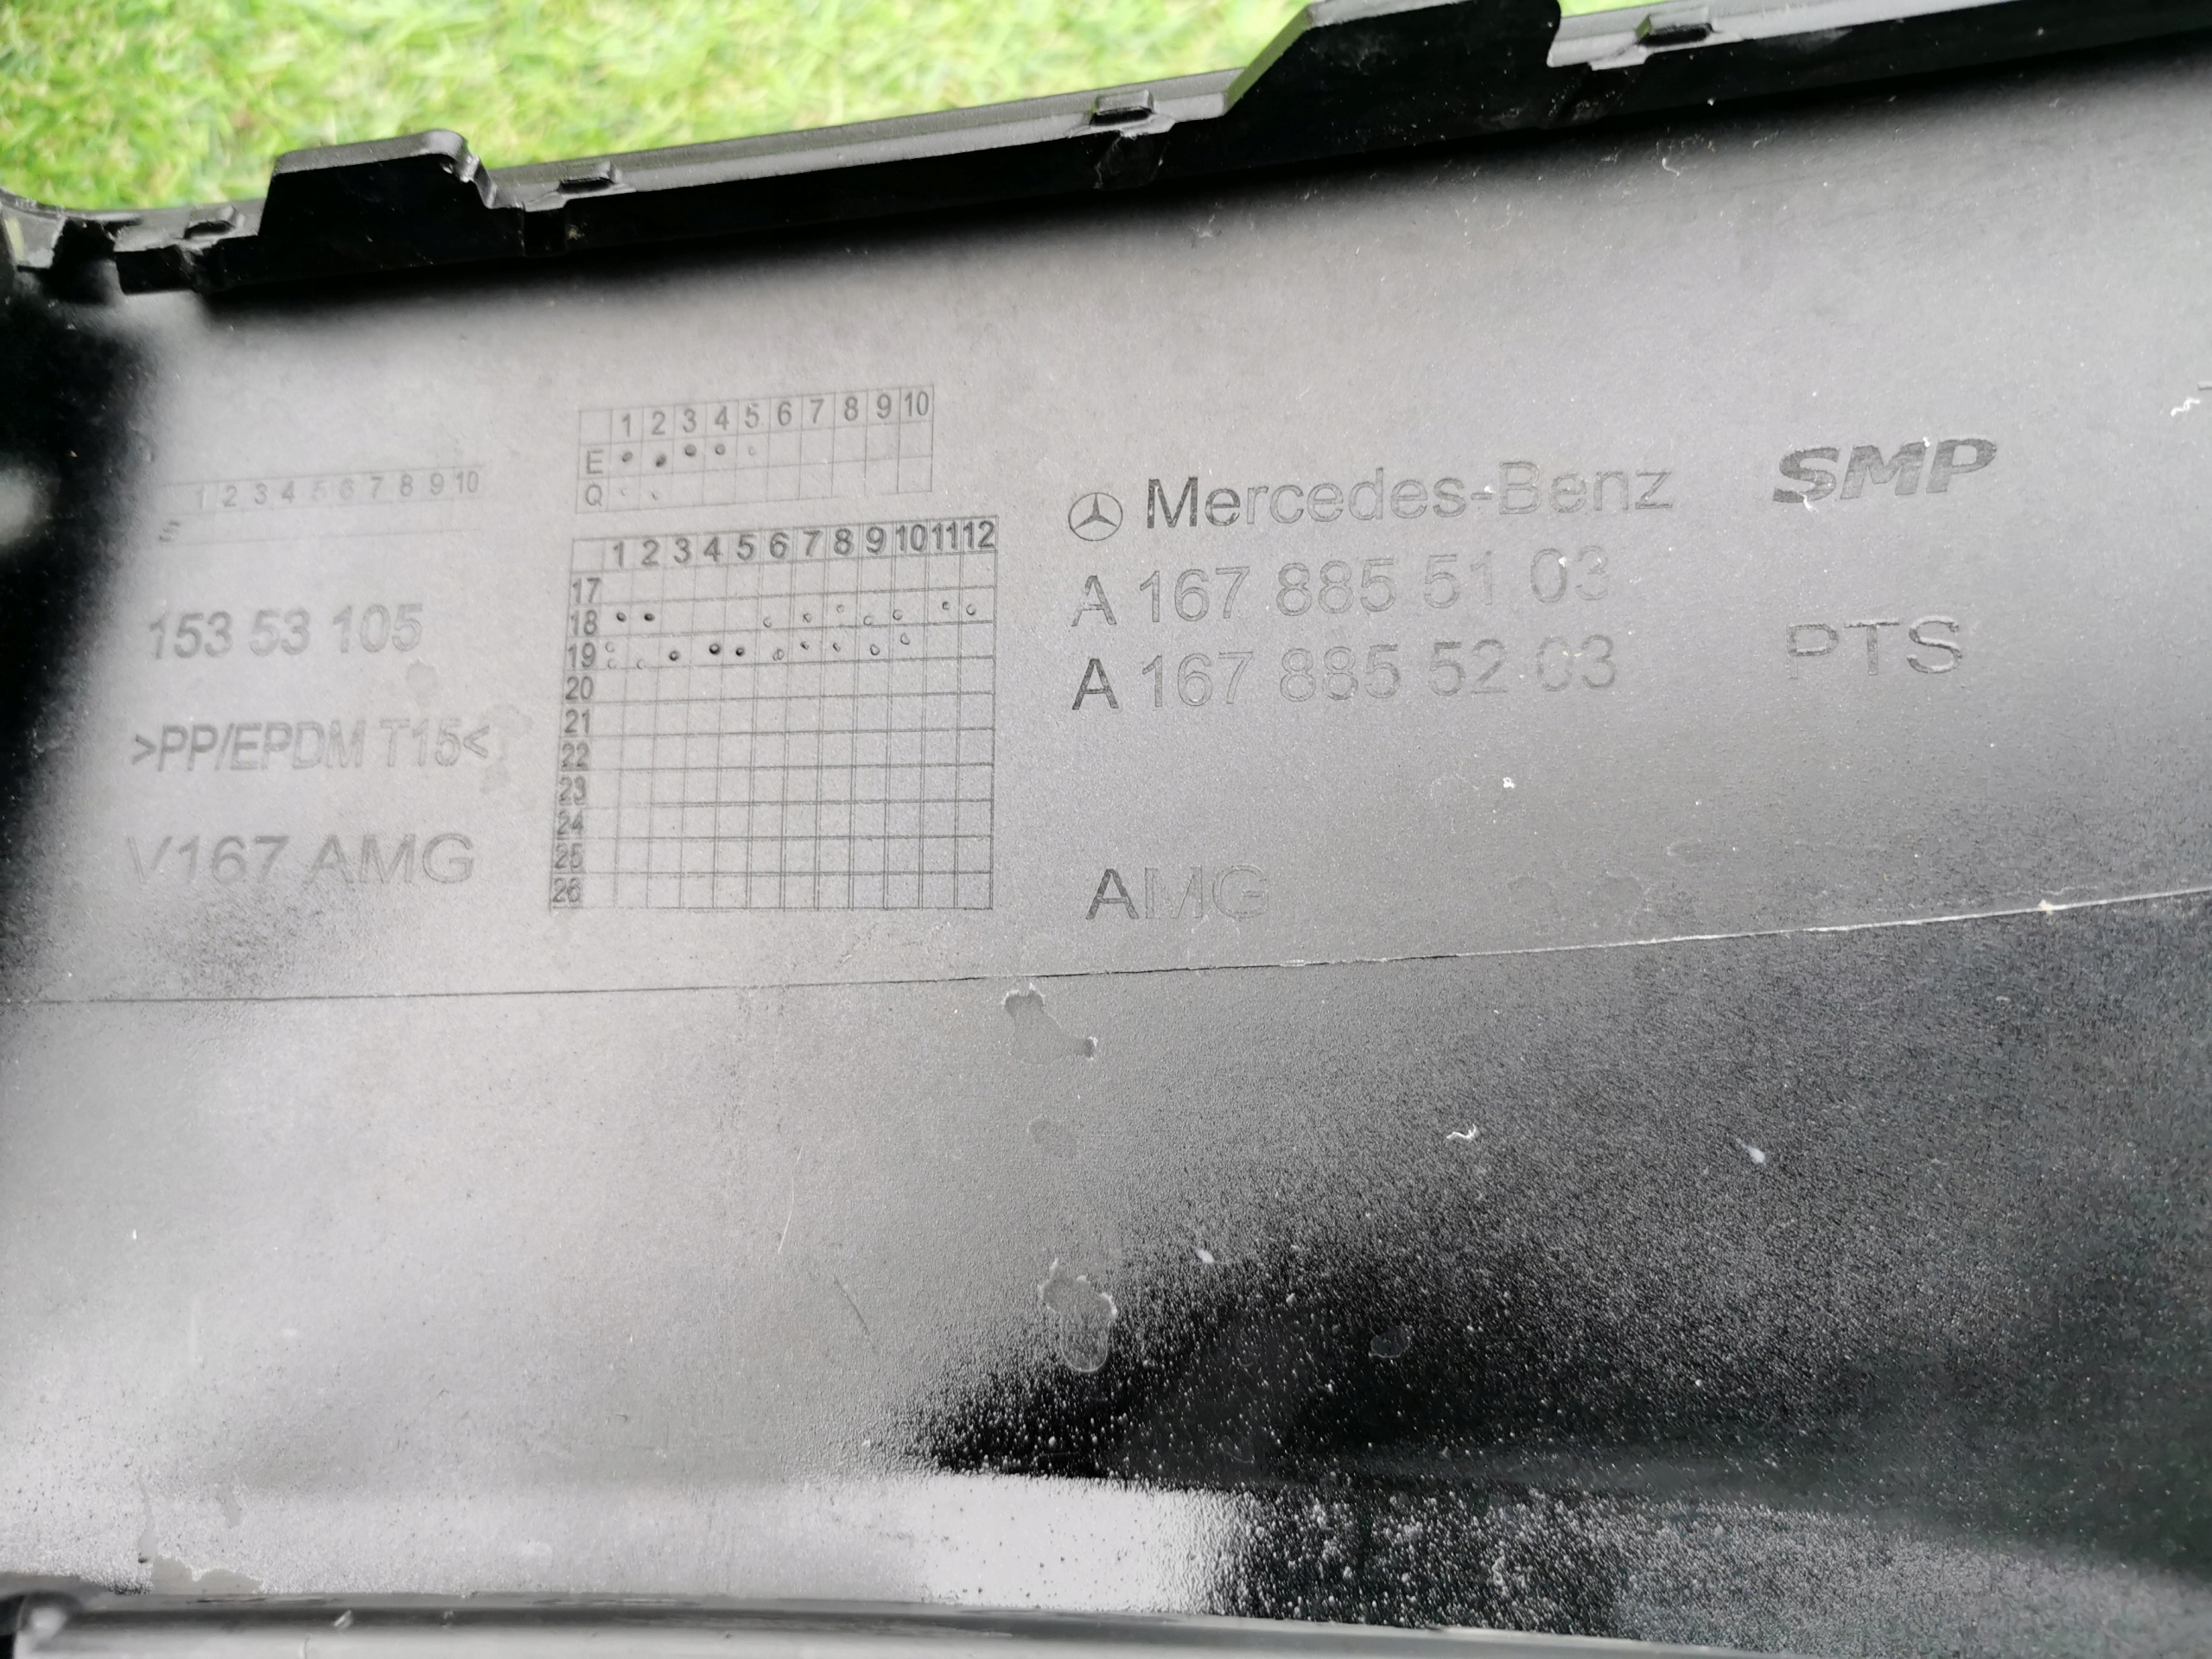 1 2 3 4 5 6 7 8 9 10
E
Q
1 2 3 4 5 6 7 8 9 10
S
1 2 3 4 5 6 7 8 9 10 11 12
17
18
19
20
21
22
23
24
25
26
153 53 105
>PP/EPDM T15<
V167 AMG
Mercedes-Benz
A 167 885 51 03
A 167 885 52 03
AMG
SMP
PTS